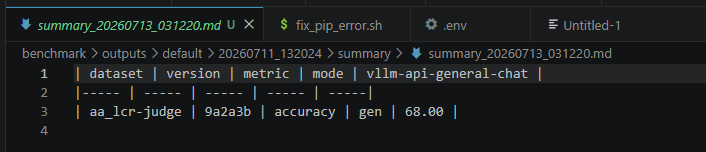 summary_20260713_031220.md U
fix_pip_error.sh
.env
Untitled-1
benchmark > outputs > default > 20260711_132024 > summary > summary_20260713_031220.md
1 | dataset | version | metric | mode | vllm-api-general-chat |
2 |----- | ----- | ----- | ----- | -----|
3 | aa_lcr-judge | 9a2a3b | accuracy | gen | 68.00 |
4